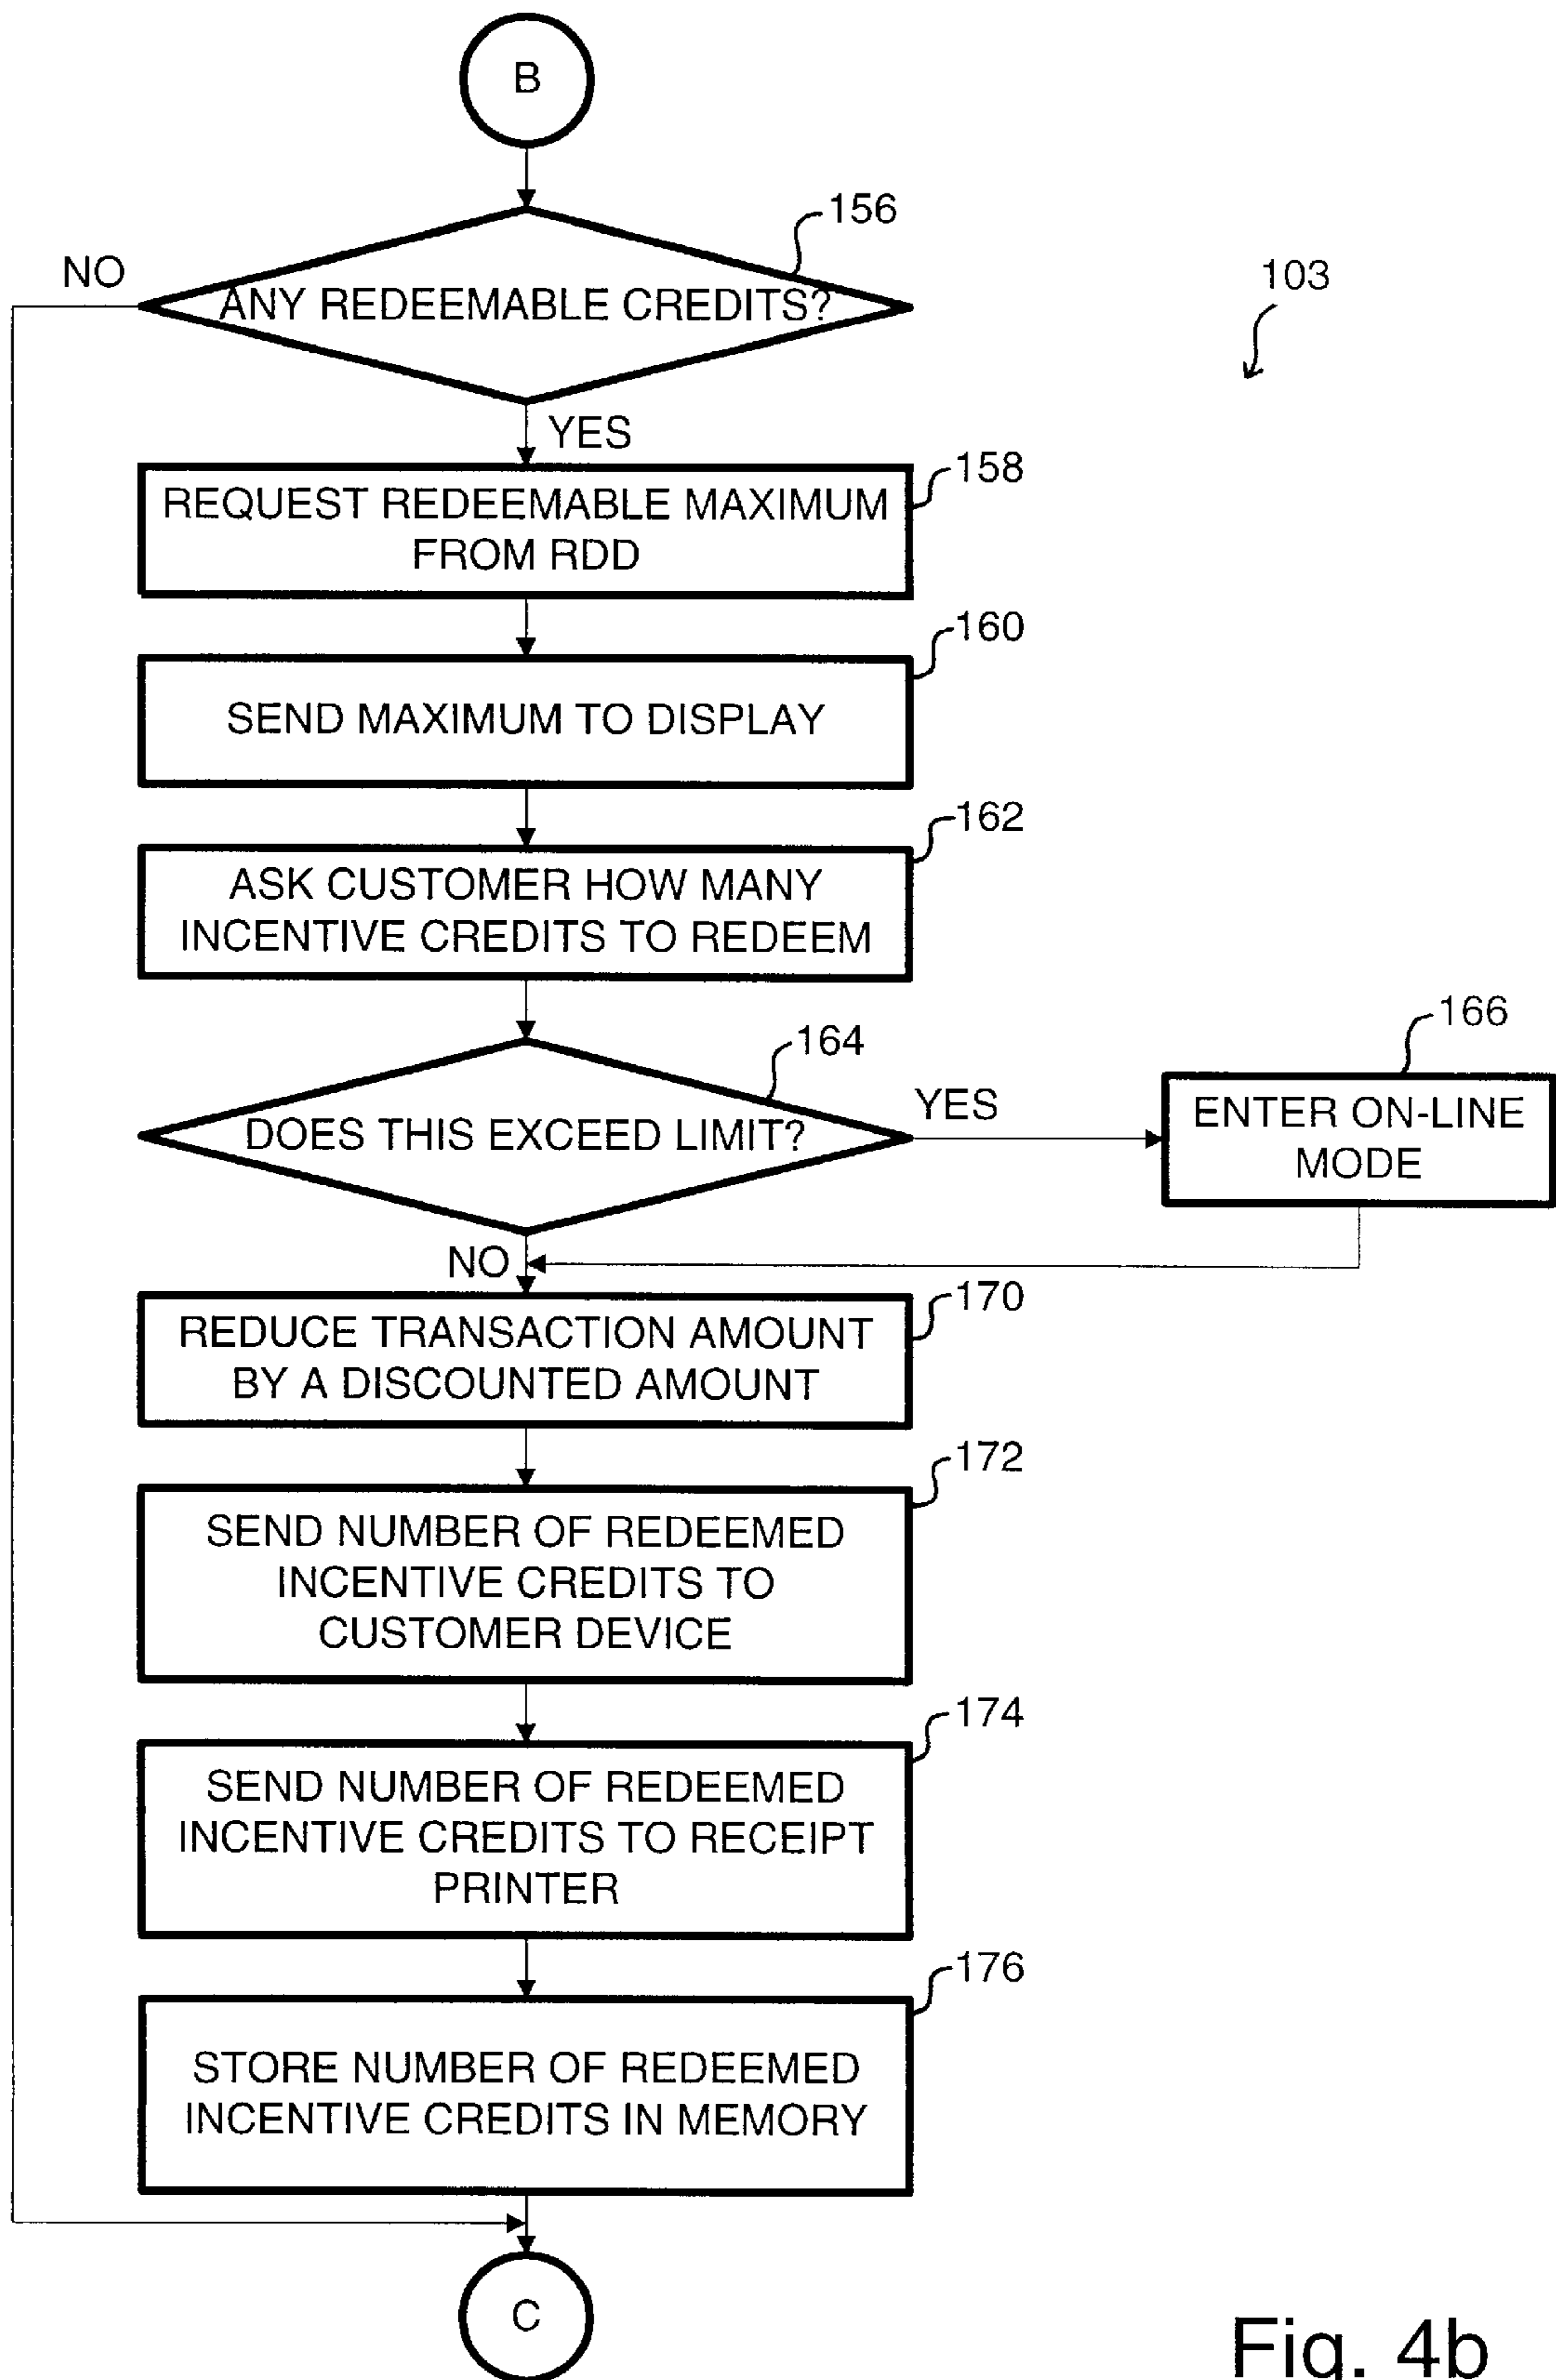 B
156
NO
ANY REDEEMABLE CREDITS?
103
YES
158
REQUEST REDEEMABLE MAXIMUM
FROM RDD
160
SEND MAXIMUM TO DISPLAY
162
ASK CUSTOMER HOW MANY
INCENTIVE CREDITS TO REDEEM
164
166
YES
ENTER ON-LINE
MODE
DOES THIS EXCEED LIMIT?
NO
170
REDUCE TRANSACTION AMOUNT
BY A DISCOUNTED AMOUNT
172
SEND NUMBER OF REDEEMED
INCENTIVE CREDITS TO
CUSTOMER DEVICE
174
SEND NUMBER OF REDEEMED
INCENTIVE CREDITS TO RECEIPT
PRINTER
176
STORE NUMBER OF REDEEMED
INCENTIVE CREDITS IN MEMORY
C
Fig. 4b